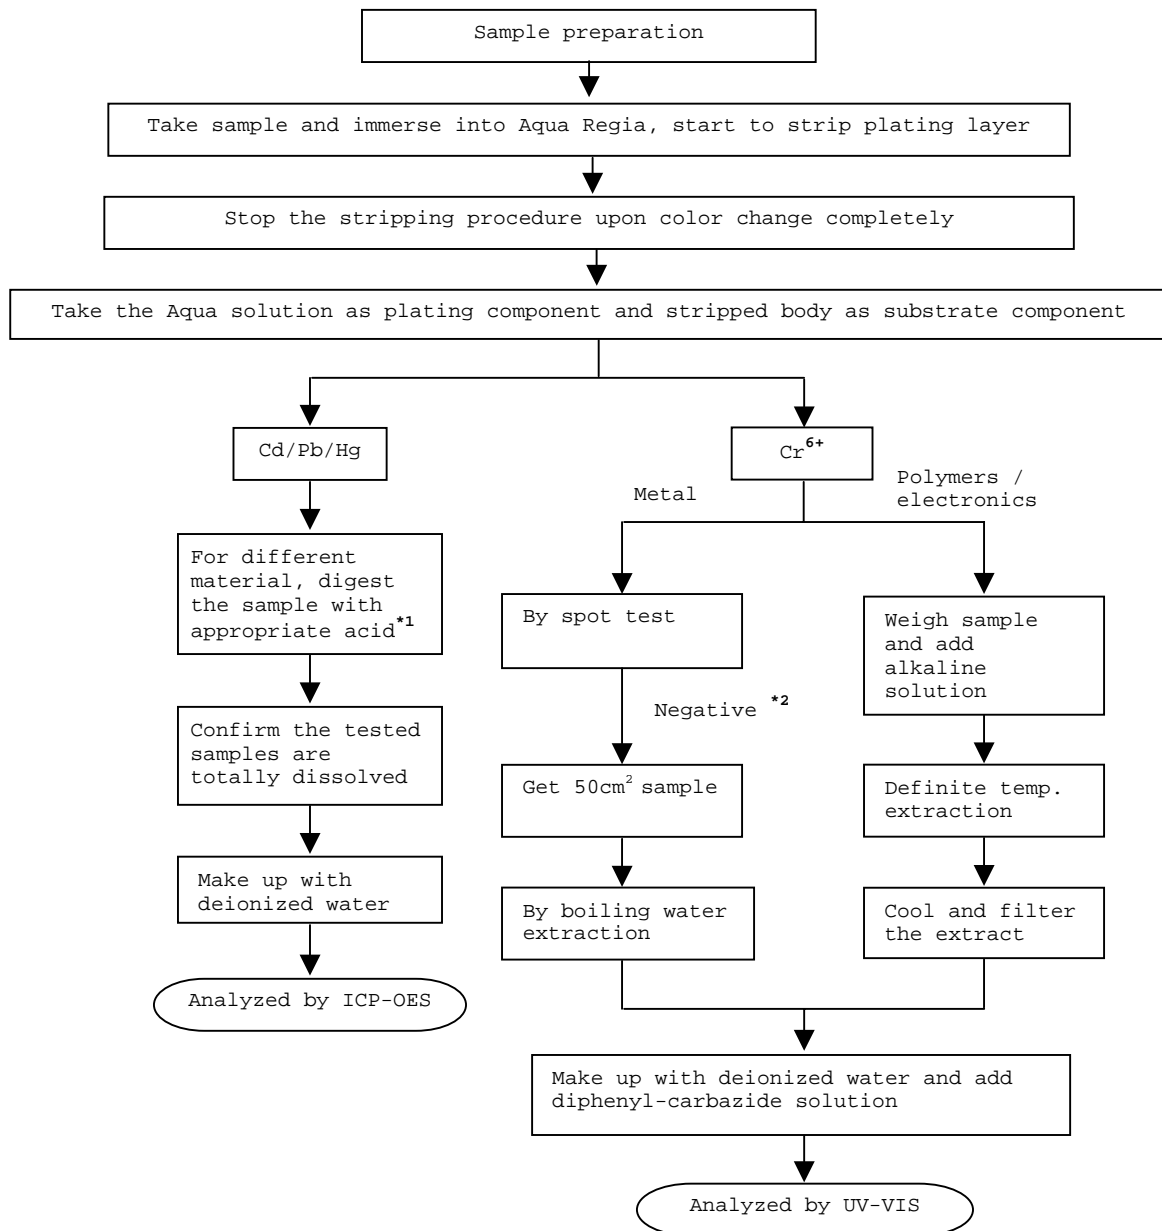 Sample preparation
Take sample and immerse into Aqua Regia, start to strip plating layer
Stop the stripping procedure upon color change completely
Take the Aqua solution as plating component and stripped body as substrate component
Cd/Pb/Hg
Cr6+
Metal
Polymers /
electronics
For different
material, digest
the sample with
appropriate acid*1
By spot test
Weigh sample
and add
alkaline
solution
Negative *2
Confirm the tested
samples are
totally dissolved
Get 50cm2 sample
Definite temp.
extraction
Make up with
deionized water
By boiling water
extraction
Cool and filter
the extract
Analyzed by ICP-OES
Make up with deionized water and add
diphenyl-carbazide solution
Analyzed by UV-VIS